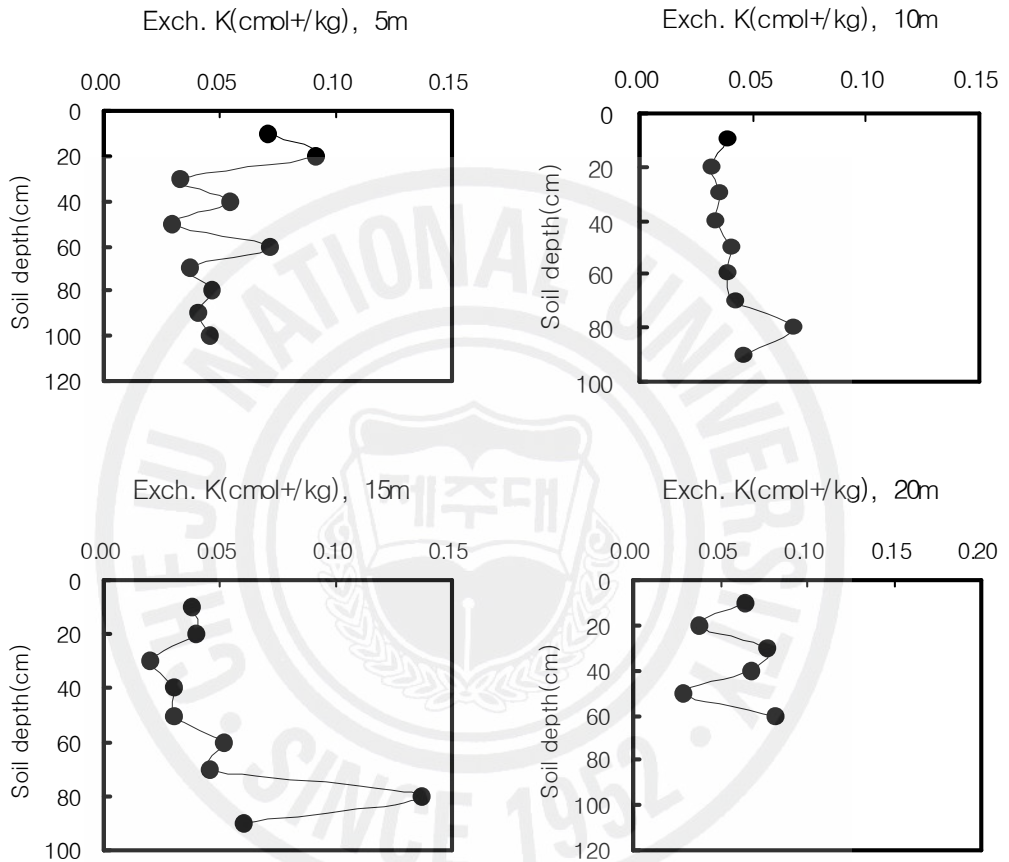 Exch. K(cmol+/kg), 5m
0.00 0.05 0.10 0.15
0
20
40
60
80
100
120
Soil depth(cm)
Exch. K(cmol+/kg), 10m
0.00 0.05 0.10 0.15
0
20
40
60
80
100
Soil depth(cm)
Exch. K(cmol+/kg), 15m
0.00 0.05 0.10 0.15
0
20
40
60
80
100
Soil depth(cm)
Exch. K(cmol+/kg), 20m
0.00 0.05 0.10 0.15 0.20
0
20
40
60
80
100
120
Soil depth(cm)
CHEJU NATIONAL UNIVERSITY
제주대
SINCE 1952